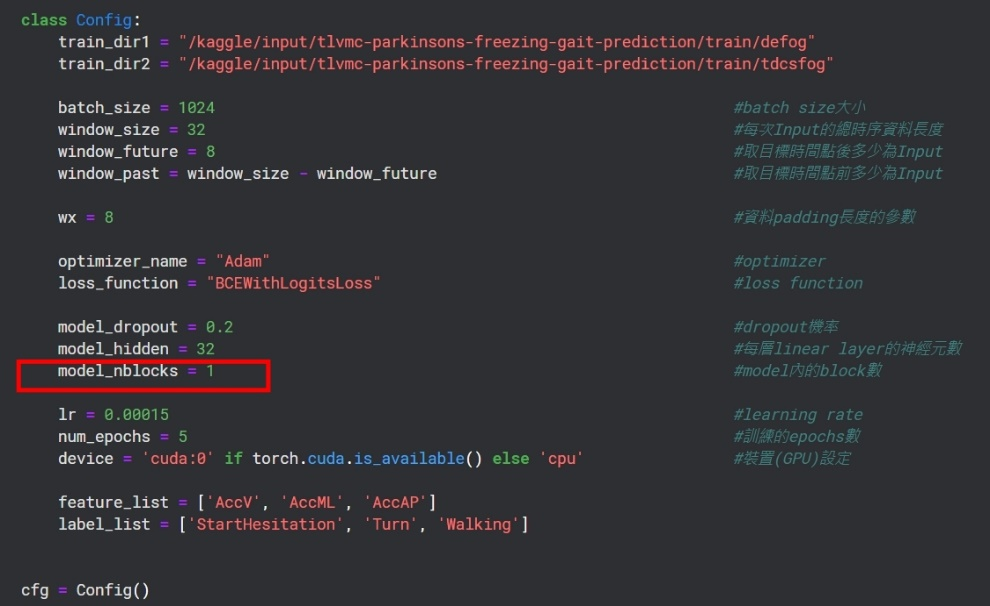 class Config:
train_dir1 = "/kaggle/input/tlvmc-parkinsons-freezing-gait-prediction/train/defog"
train_dir2 = "/kaggle/input/tlvmc-parkinsons-freezing-gait-prediction/train/tdcsfog"
batch_size = 1024 #batch size大小
window_size = 32 #每次Input的總時序資料長度
window_future = 8 #取目標時間點後多少為Input
window_past = window_size - window_future #取目標時間點前多少為Input
wx = 8 #資料padding長度的參數
optimizer_name = "Adam" #optimizer
loss_function = "BCEWithLogitsLoss" #loss function
model_dropout = 0.2 #dropout機率
model_hidden = 32 #每層linear layer的神經元數
model_nblocks = 1 #model內的block數
lr = 0.00015 #learning rate
num_epochs = 5 #訓練的epochs數
device = 'cuda:0' if torch.cuda.is_available() else 'cpu' #裝置(GPU)設定
feature_list = ['AccV', 'AccML', 'AccAP']
label_list = ['StartHesitation', 'Turn', 'Walking']
cfg = Config()